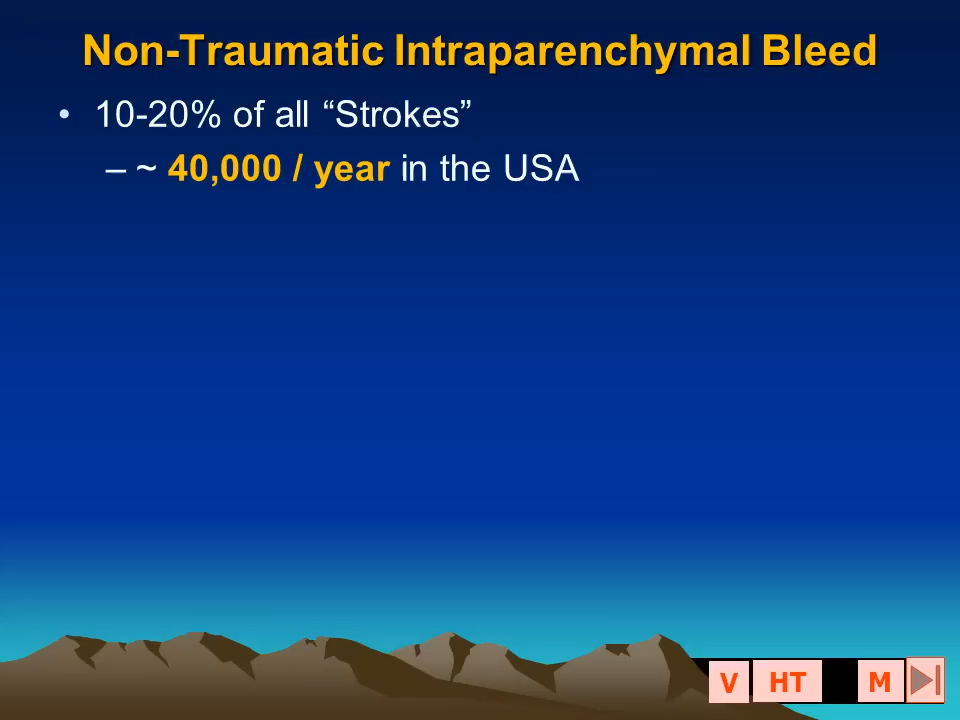 Non-Traumatic Intraparenchymal Bleed
• 10-20% of all “Strokes”
– ~ 40,000 / year in the USA
V HT M